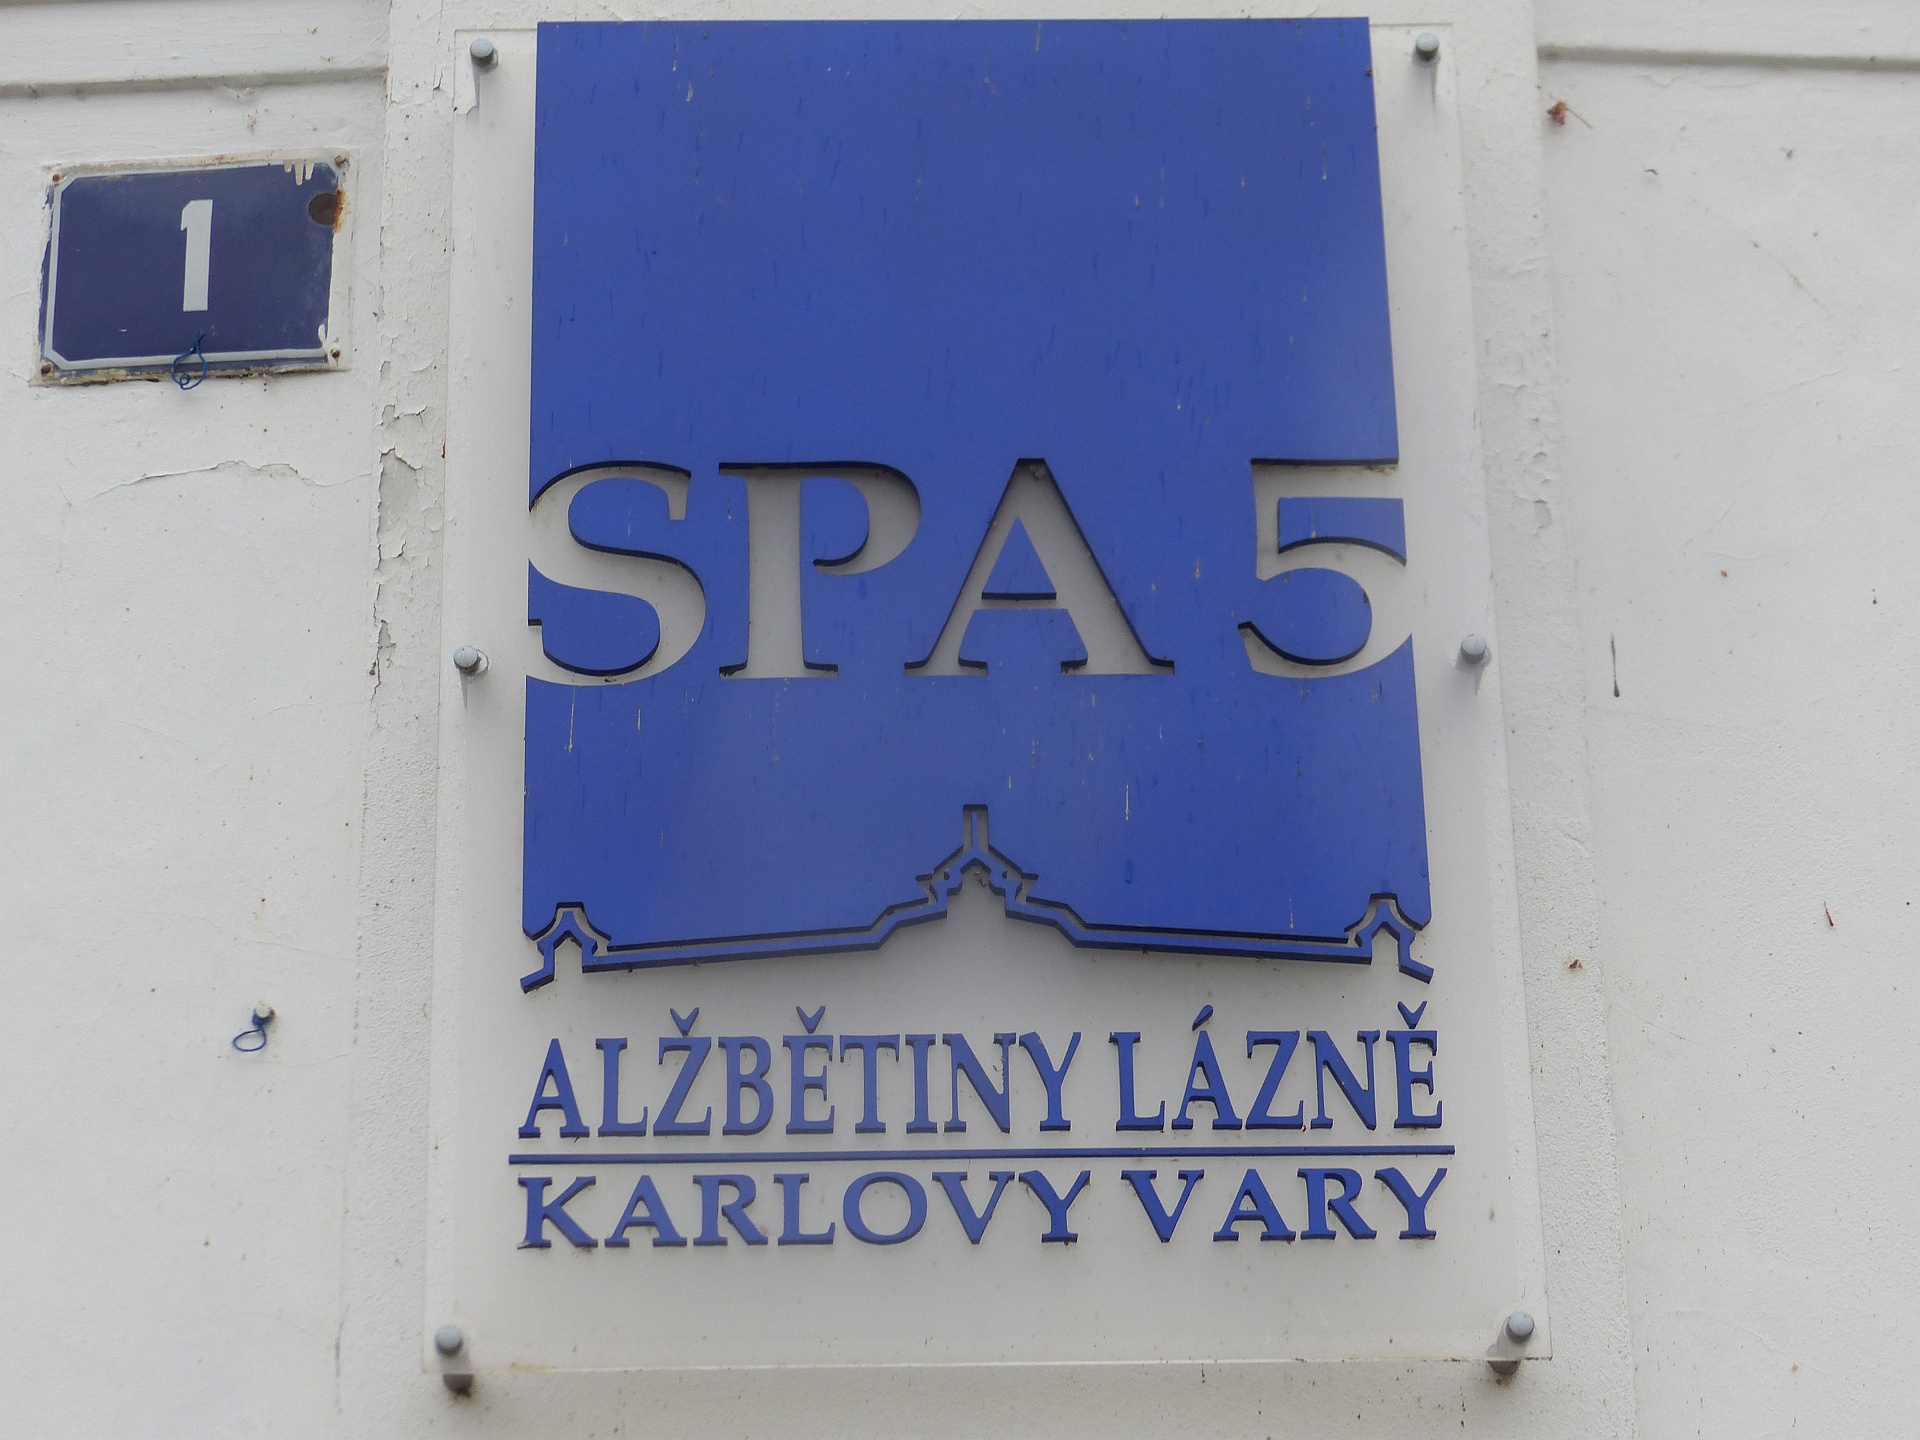 1
SPA 5
ALŽBĚTINY LÁZNĚ
KARLOVY VARY